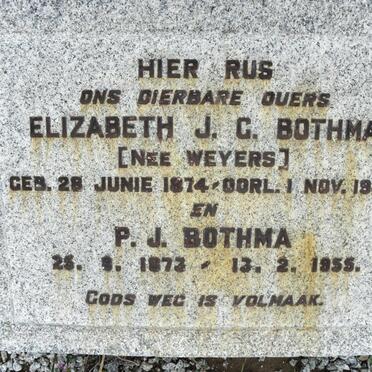 HIER RUS
ONS DIERBARE OUERS
ELIZABETH J. C. BOTHMA
[NEE WEYERS]
GEB. 28 JUNIE 1874 - OORL. 1 NOV. 19
EN
P. J. BOTHMA
25. 9. 1873 - 13. 2. 1955.
GODS WEG IS VOLMAAK.